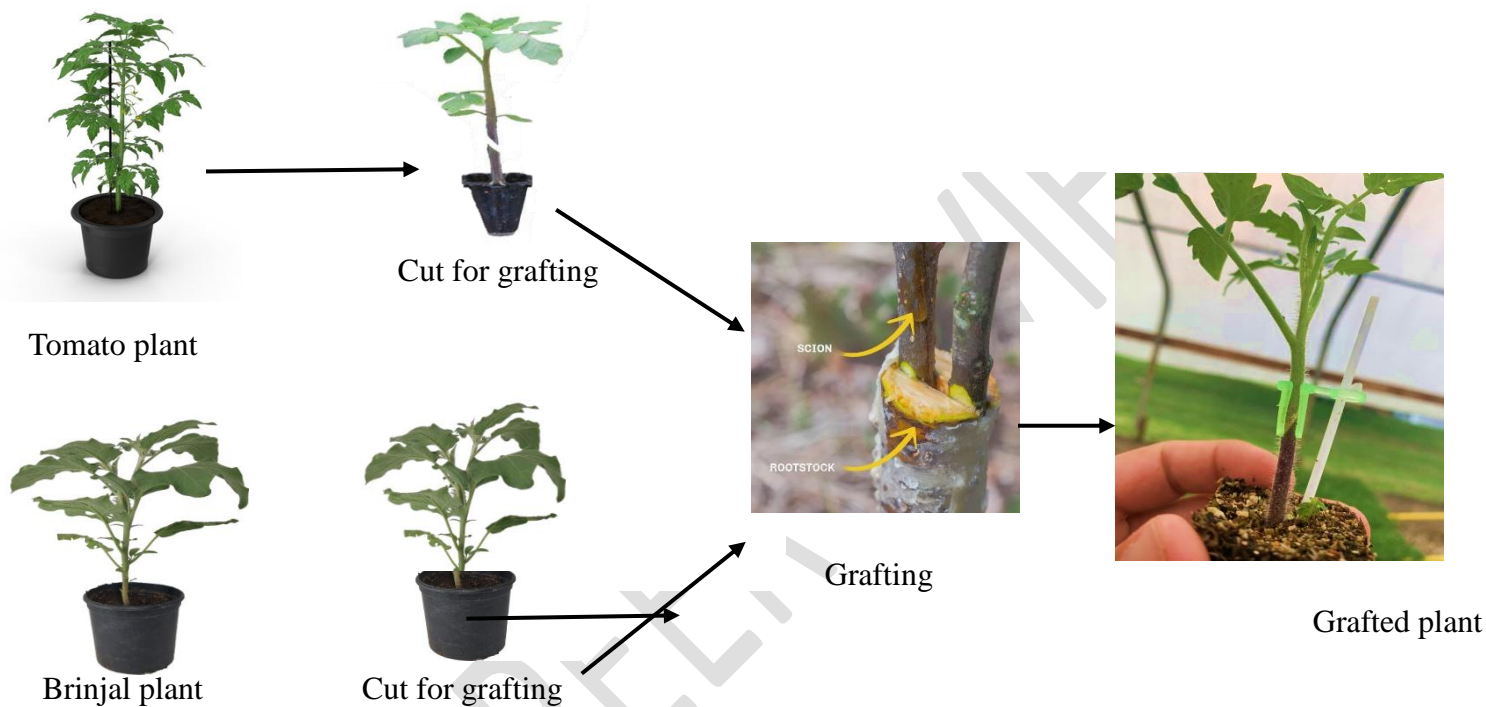 Cut for grafting
Tomato plant
SCION
ROOTSTOCK
Grafting
Grafted plant
Brinjal plant
Cut for grafting